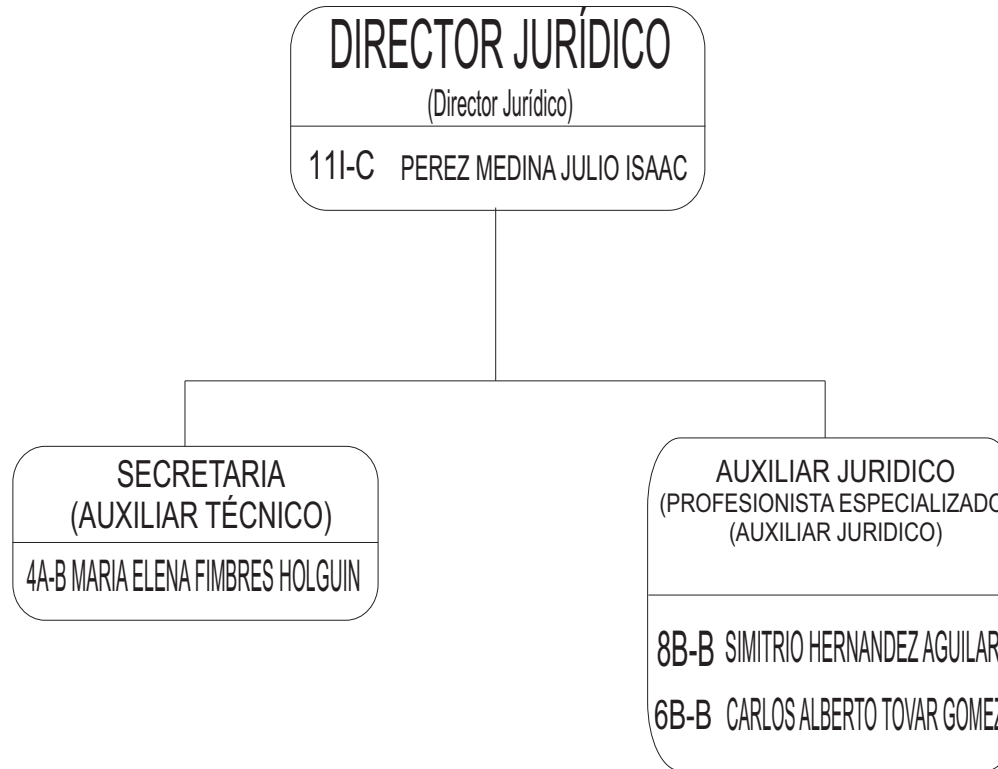 DIRECTOR JURÍDICO
(Director Jurídico)
11I-C PEREZ MEDINA JULIO ISAAC
SECRETARIA
(AUXILIAR TÉCNICO)
4A-B MARIA ELENA FIMBRES HOLGUIN
AUXILIAR JURIDICO
(PROFESIONISTA ESPECIALIZADO
(AUXILIAR JURIDICO)
8B-B SIMITRIO HERNANDEZ AGUILAR
6B-B CARLOS ALBERTO TOVAR GOMEZ